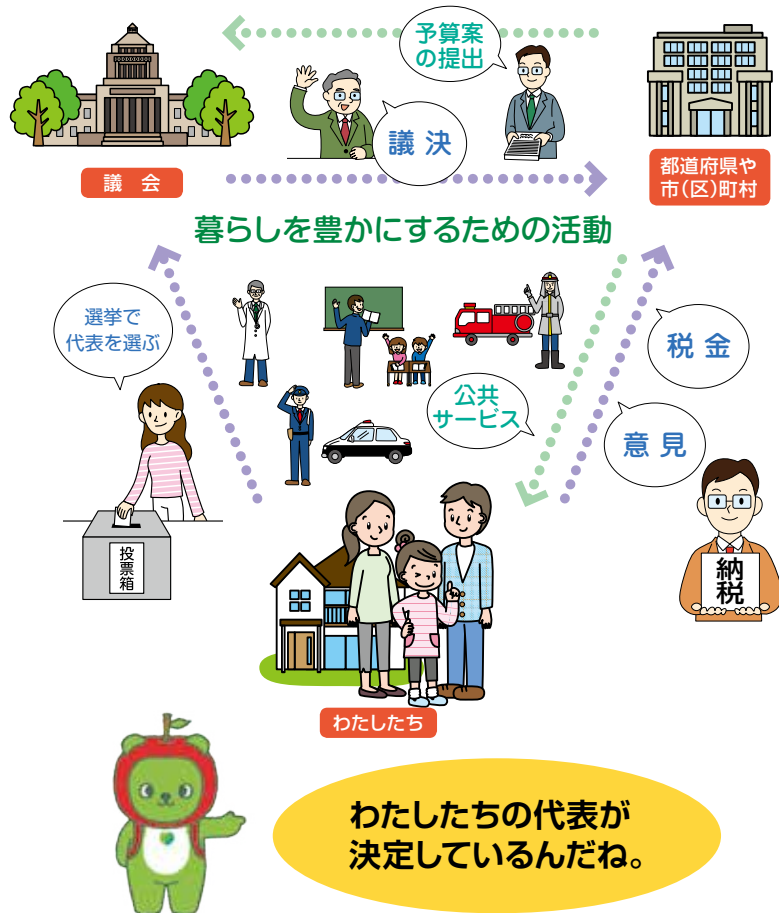 予算案
の提出
議決
議会
都道府県や
市(区)町村
暮らしを豊かにするための活動
選挙で
代表を選ぶ
税金
公共
サービス
意見
投票箱
納税
わたしたち
わたしたちの代表が
決定しているんだね。